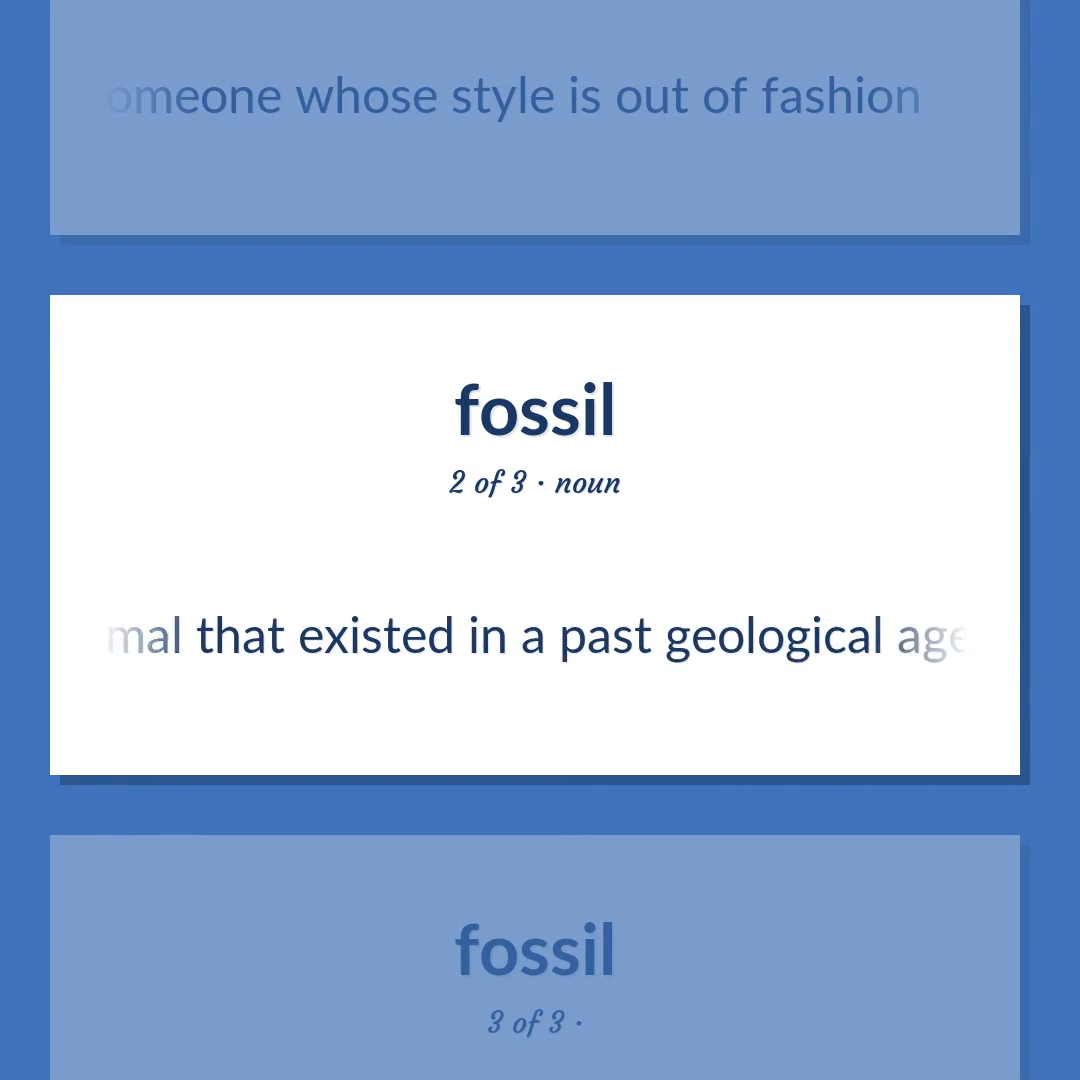 omeone whose style is out of fashion
fossil
2 of 3 · noun
mal that existed in a past geological age
fossil
3 of 3 ·